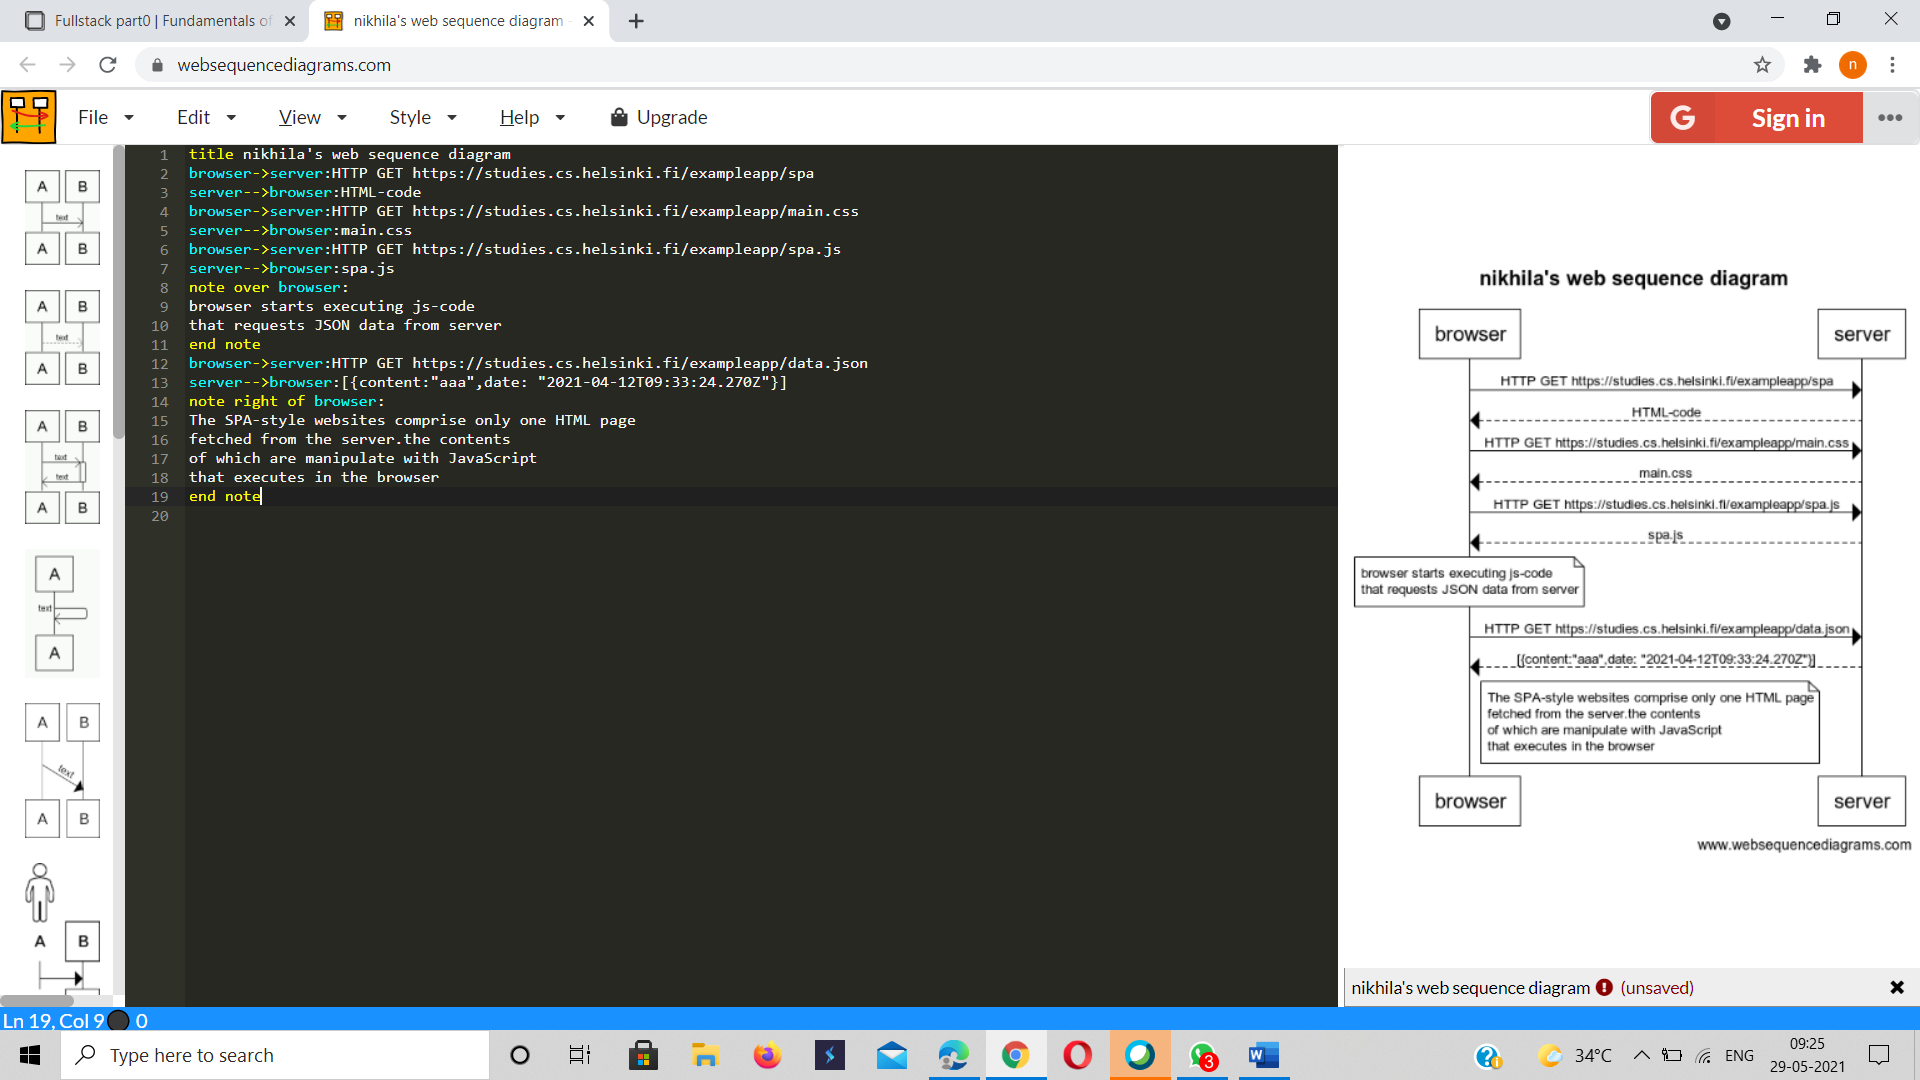 Fullstack part0 | Fundamentals of
nikhila's web sequence diagram
websequencediagrams.com
n
File
Edit
View
Style
Help
Upgrade
G
Sign in
A B
text
A B
A B
text
A B
A B
text
text
A B
A
text
A
A B
text
A B
A B
1 title nikhila's web sequence diagram
2 browser->server:HTTP GET https://studies.cs.helsinki.fi/exampleapp/spa
3 server-->browser:HTML-code
4 browser->server:HTTP GET https://studies.cs.helsinki.fi/exampleapp/main.css
5 server-->browser:main.css
6 browser->server:HTTP GET https://studies.cs.helsinki.fi/exampleapp/spa.js
7 server-->browser:spa.js
8 note over browser:
9 browser starts executing js-code
10 that requests JSON data from server
11 end note
12 browser->server:HTTP GET https://studies.cs.helsinki.fi/exampleapp/data.json
13 server-->browser:[{content:"aaa",date: "2021-04-12T09:33:24.270Z"}]
14 note right of browser:
15 The SPA-style websites comprise only one HTML page
16 fetched from the server.the contents
17 of which are manipulate with JavaScript
18 that executes in the browser
19 end note
20
nikhila's web sequence diagram
browser server
HTTP GET https://studies.cs.helsinki.fi/exampleapp/spa
HTML-code
HTTP GET https://studies.cs.helsinki.fi/exampleapp/main.css
main.css
HTTP GET https://studies.cs.helsinki.fi/exampleapp/spa.js
spa.js
browser starts executing js-code
that requests JSON data from server
HTTP GET https://studies.cs.helsinki.fi/exampleapp/data.json
[{content:"aaa",date: "2021-04-12T09:33:24.270Z"}]
The SPA-style websites comprise only one HTML page
fetched from the server.the contents
of which are manipulate with JavaScript
that executes in the browser
browser server
www.websequencediagrams.com
nikhila's web sequence diagram (unsaved)
Ln 19, Col 9 0
Type here to search
3
34°C
ENG
09:25
29-05-2021